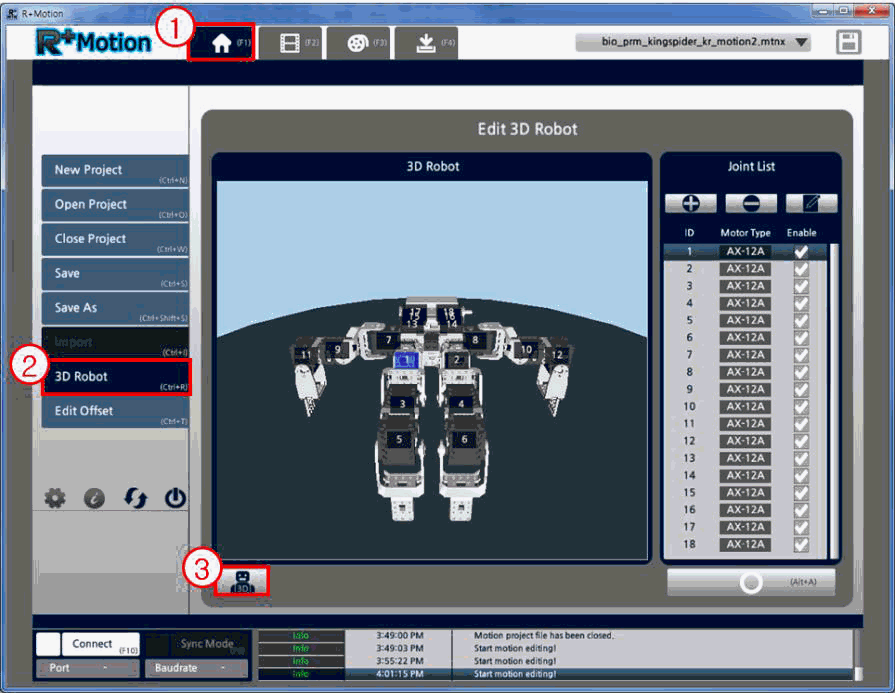 R+Motion
1
R+Motion
(F1)
(F2)
(F3)
(F4)
bio_prm_kingspider_kr_motion2.mtnx
Edit 3D Robot
New Project
(Ctrl+N)
Open Project
(Ctrl+O)
Close Project
(Ctrl+W)
Save
(Ctrl+S)
Save As
(Ctrl+Shift+S)
Import
(Ctrl+I)
2
3D Robot
(Ctrl+R)
Edit Offset
(Ctrl+T)
3D Robot
17 18
13 14
7 8
11 9 10 12
1 2
3 4
5 6
3
3D
Joint List
ID Motor Type Enable
1 AX-12A
2 AX-12A
3 AX-12A
4 AX-12A
5 AX-12A
6 AX-12A
7 AX-12A
8 AX-12A
9 AX-12A
10 AX-12A
11 AX-12A
12 AX-12A
13 AX-12A
14 AX-12A
15 AX-12A
16 AX-12A
17 AX-12A
18 AX-12A
(Alt+A)
Connect (F10)
Sync Mode
Port -
Baudrate -
Info 3:49:00 PM Motion project file has been closed.
Info 3:49:03 PM Start motion editing!
Info 3:55:22 PM Start motion editing!
Info 4:01:15 PM Start motion editing!